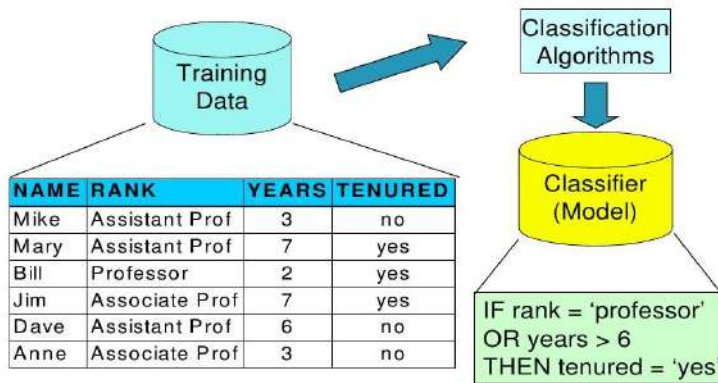 Training
Data
Classification
Algorithms
NAME RANK YEARS TENURED
Mike Assistant Prof 3 no
Mary Assistant Prof 7 yes
Bill Professor 2 yes
Jim Associate Prof 7 yes
Dave Assistant Prof 6 no
Anne Associate Prof 3 no
Classifier
(Model)
IF rank = ‘professor’
OR years > 6
THEN tenured = ‘yes’